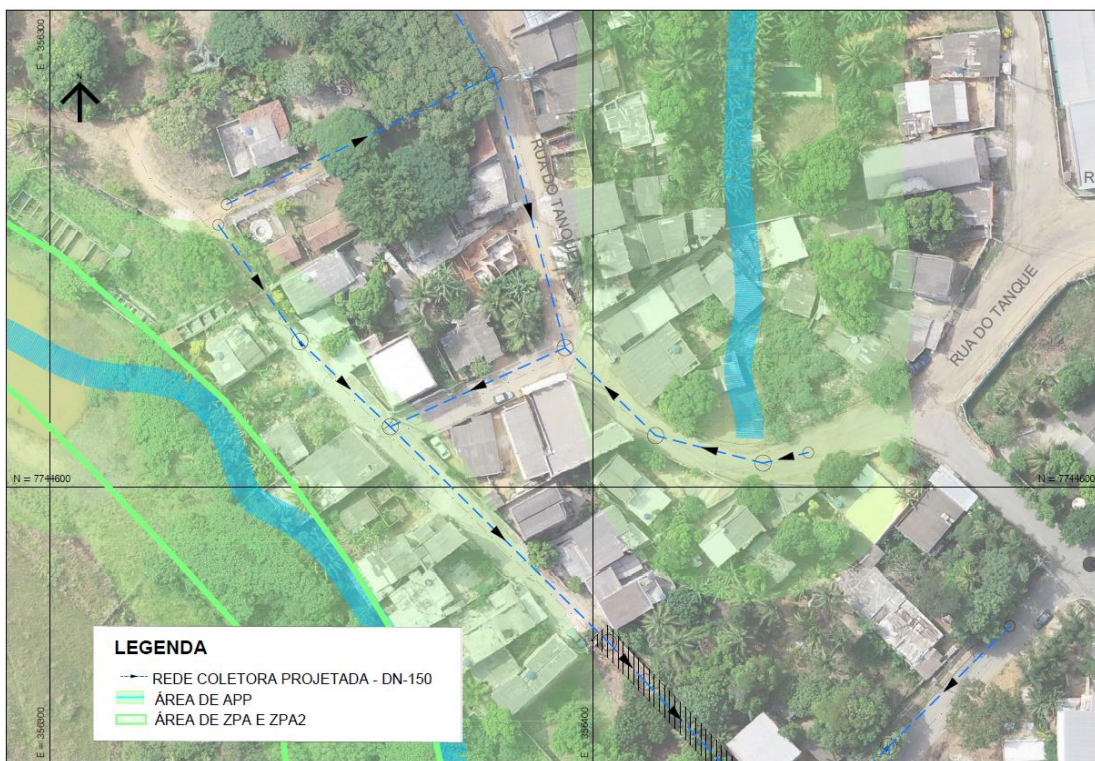 E = 356300
RUA DO TANQUE
R
RUA DO TANQUE
N = 7744600
N = 7744600
E = 356300
E = 356400
LEGENDA
REDE COLETORA PROJETADA - DN-150
ÁREA DE APP
ÁREA DE ZPA E ZPA2